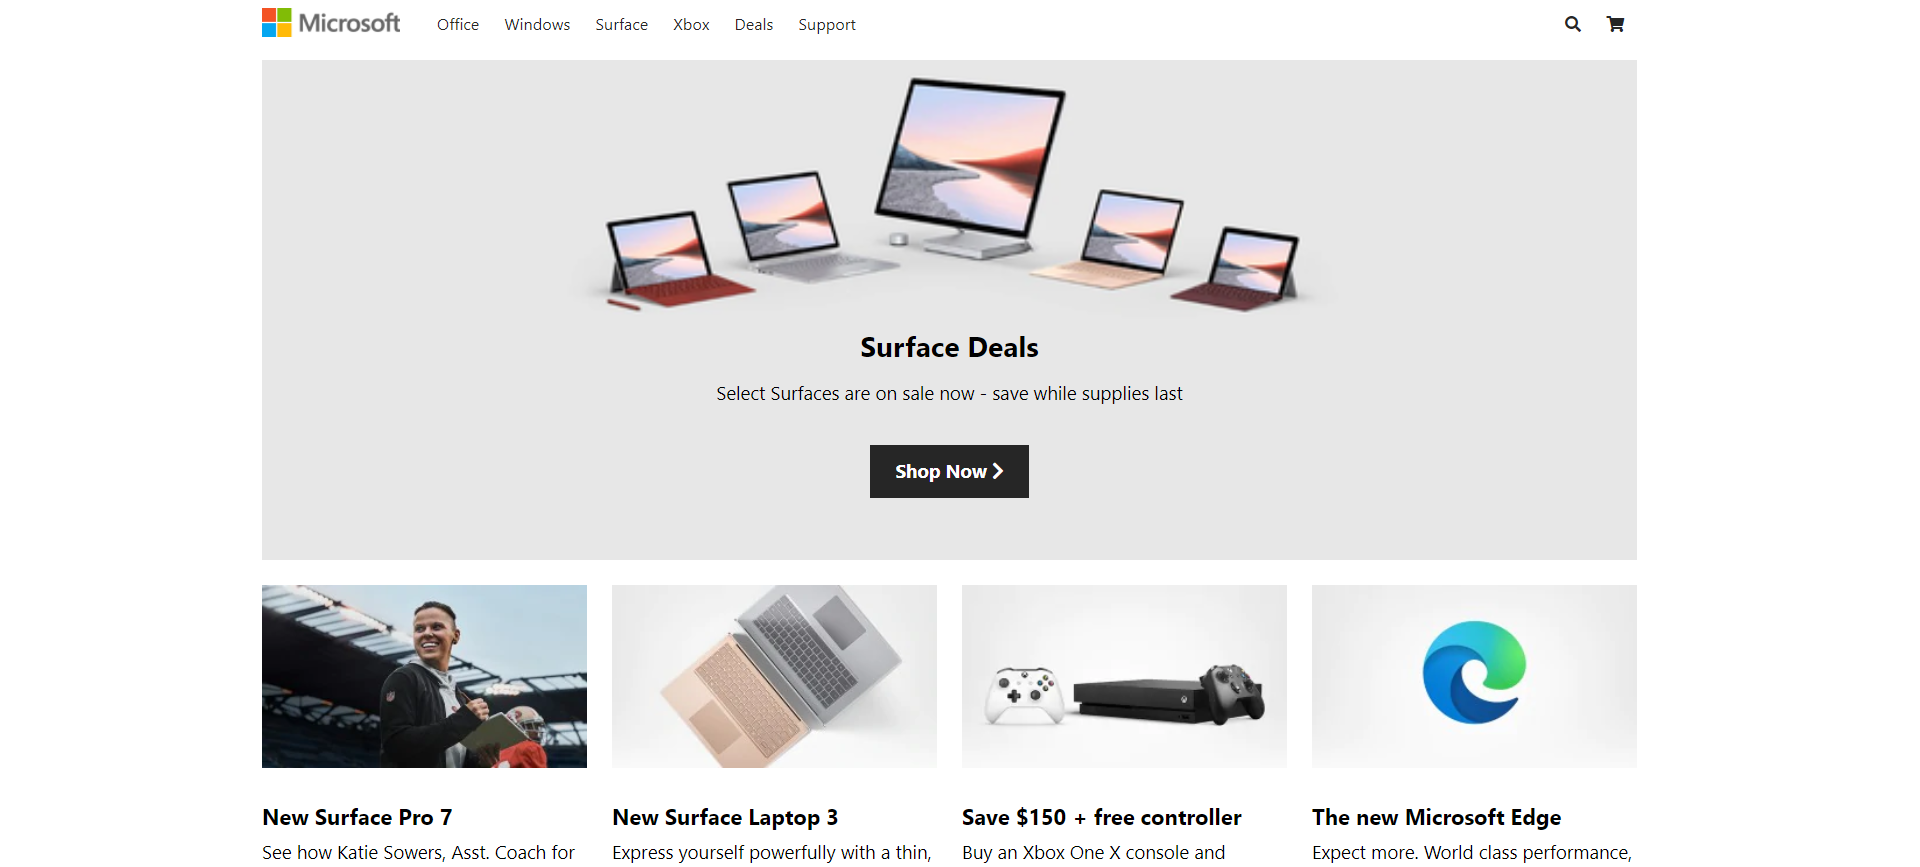 Microsoft Office Windows Surface Xbox Deals Support
Surface Deals
Select Surfaces are on sale now - save while supplies last
Shop Now
New Surface Pro 7
See how Katie Sowers, Asst. Coach for
New Surface Laptop 3
Express yourself powerfully with a thin,
Save $150 + free controller
Buy an Xbox One X console and
The new Microsoft Edge
Expect more. World class performance,